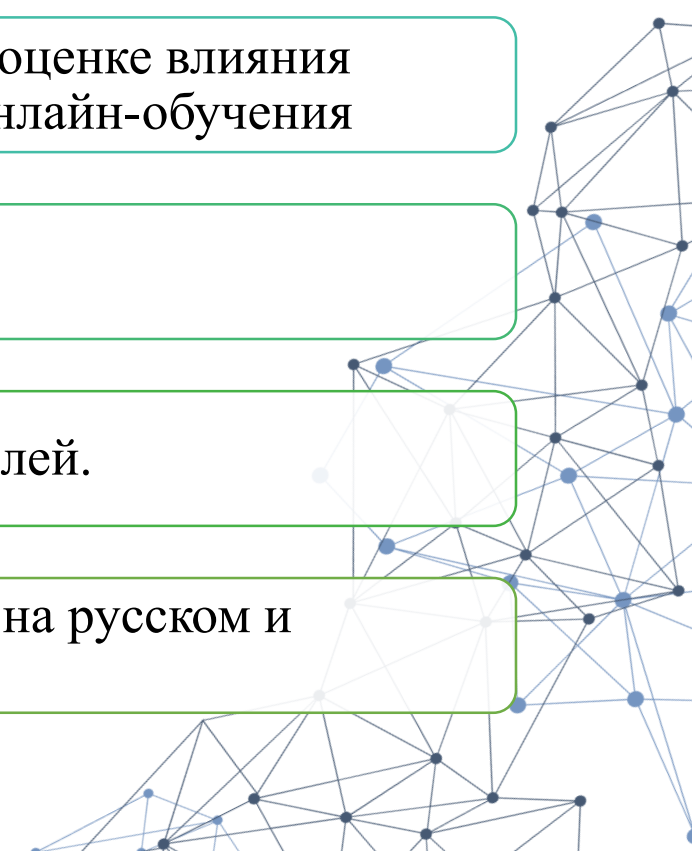 оценке влияния
нлайн-обучения
лей.
на русском и